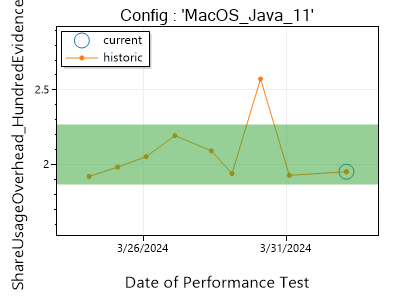 Config : 'MacOS_Java_11'
current
historic
ShareUsageOverhead_HundredEvidence
2.5
2
3/26/2024
3/31/2024
Date of Performance Test